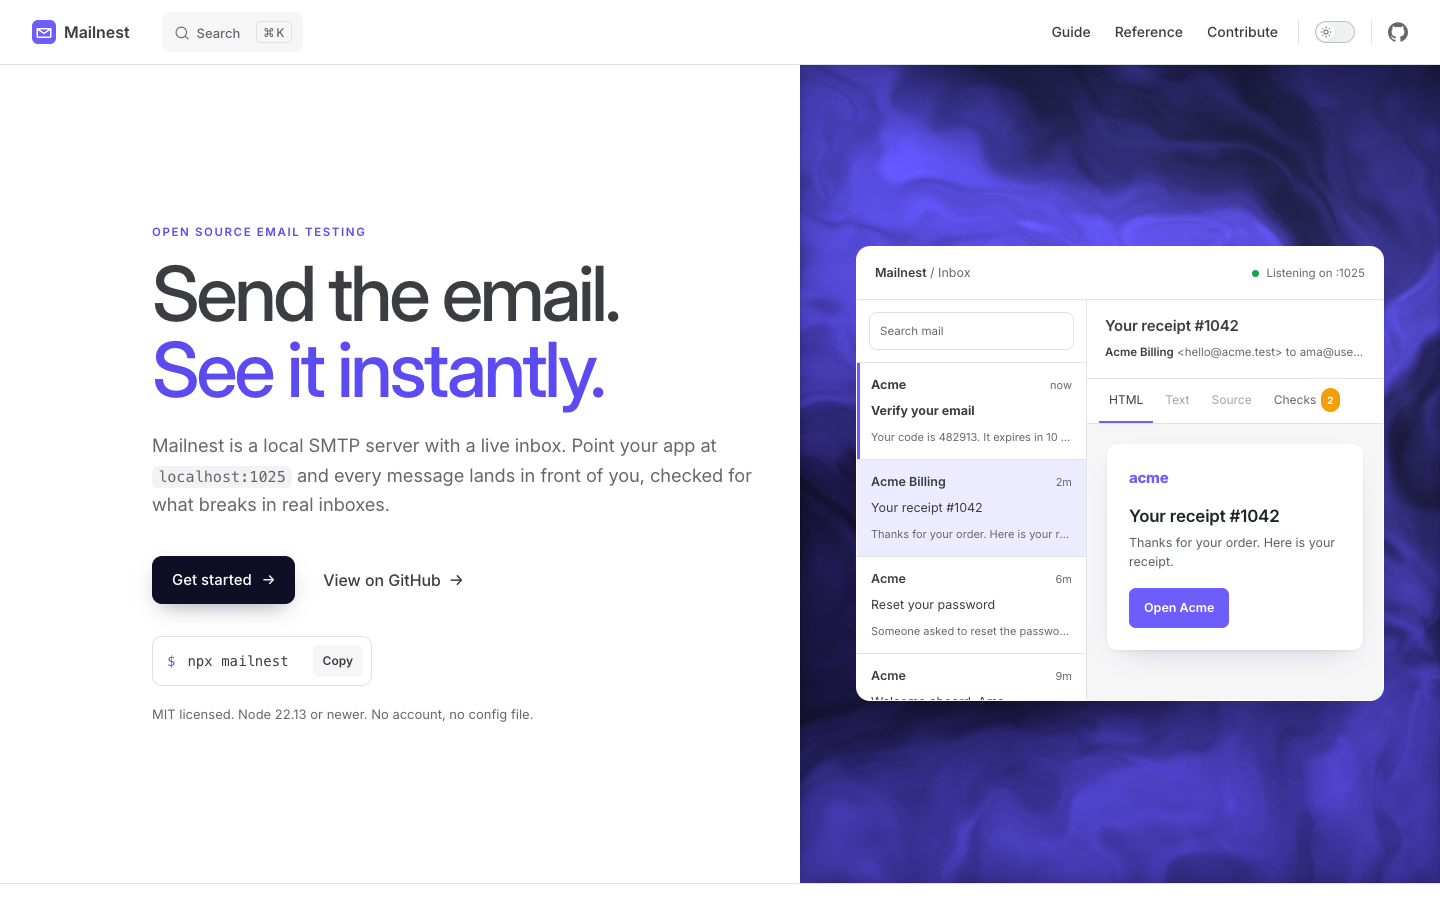 Mailnest
Search
⌘ K
Guide
Reference
Contribute
OPEN SOURCE EMAIL TESTING
Send the email.
See it instantly.
Mailnest is a local SMTP server with a live inbox. Point your app at
localhost:1025 and every message lands in front of you, checked for
what breaks in real inboxes.
Get started →
View on GitHub →
$ npx mailnest
Copy
MIT licensed. Node 22.13 or newer. No account, no config file.
Mailnest / Inbox
Listening on :1025
Search mail
Acme now
Verify your email
Your code is 482913. It expires in 10 ...
Acme Billing 2m
Your receipt #1042
Thanks for your order. Here is your r...
Acme 6m
Reset your password
Someone asked to reset the passwo...
Acme 9m
Your receipt #1042
Acme Billing <hello@acme.test> to ama@use...
HTML Text Source Checks 2
acme
Your receipt #1042
Thanks for your order. Here is your
receipt.
Open Acme